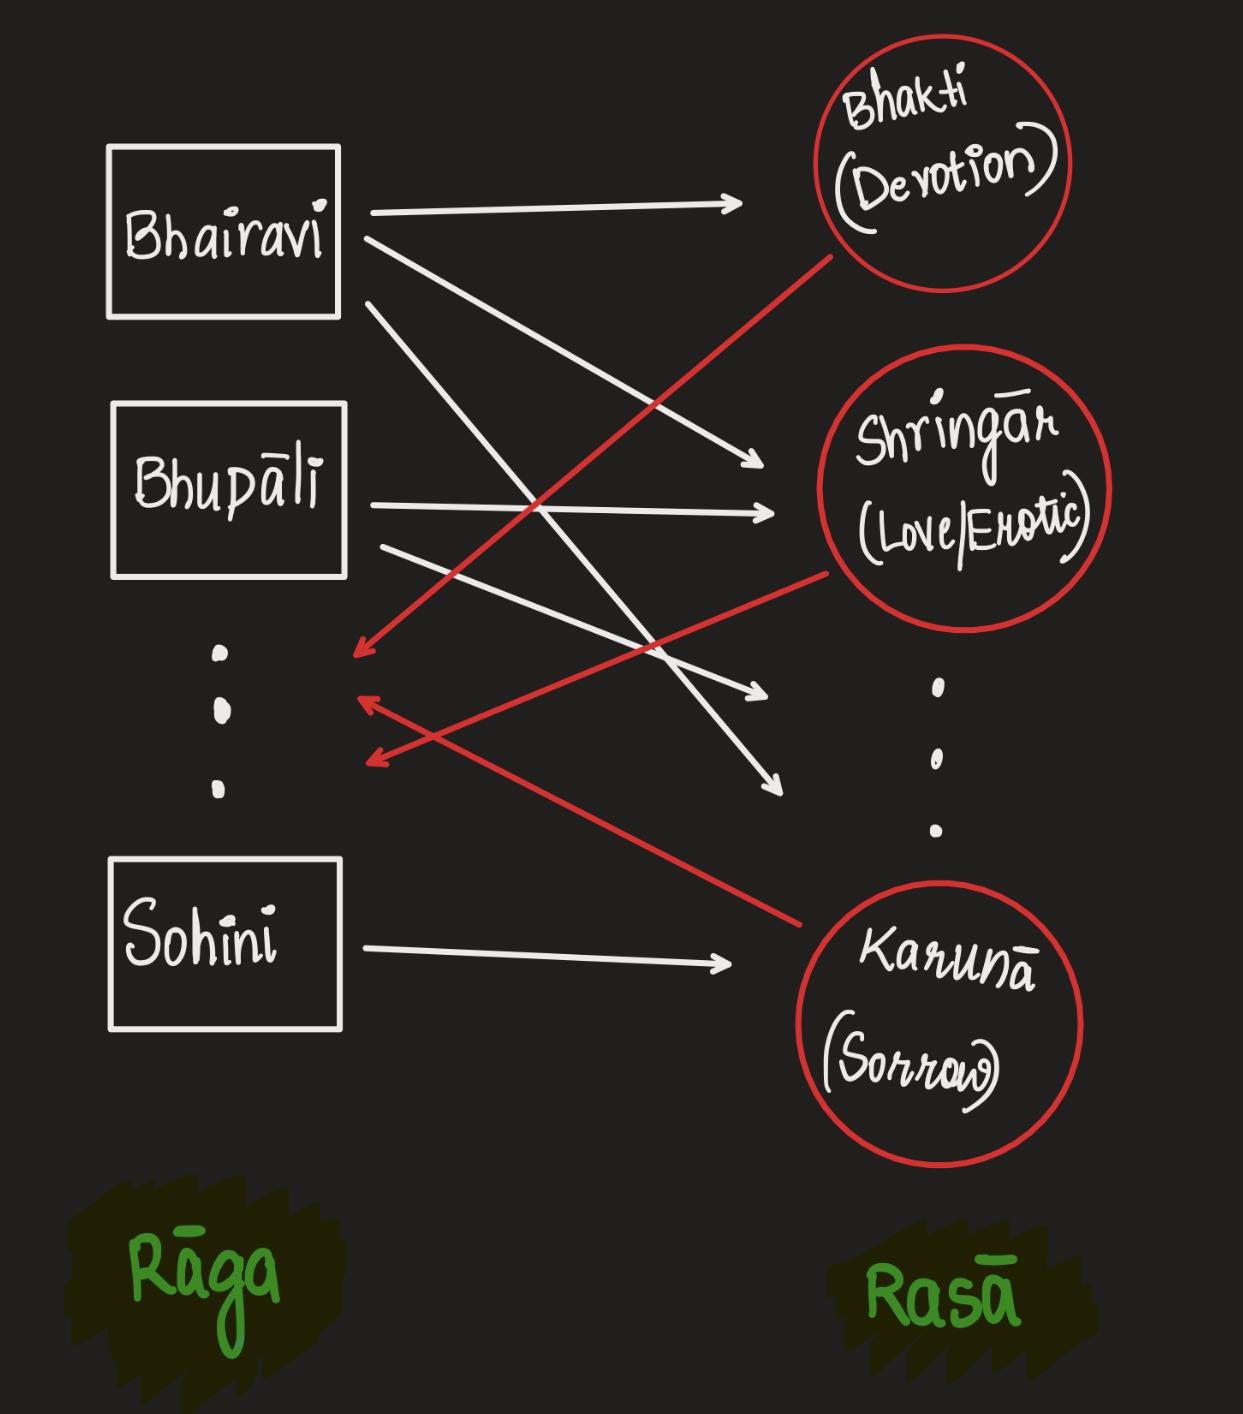 Bhairavi
Bhupāli
Sohini
Rāga
Bhakti
(Devotion)
Shringār
(Love/Erotic)
Karunā
(Sorrow)
Rasā